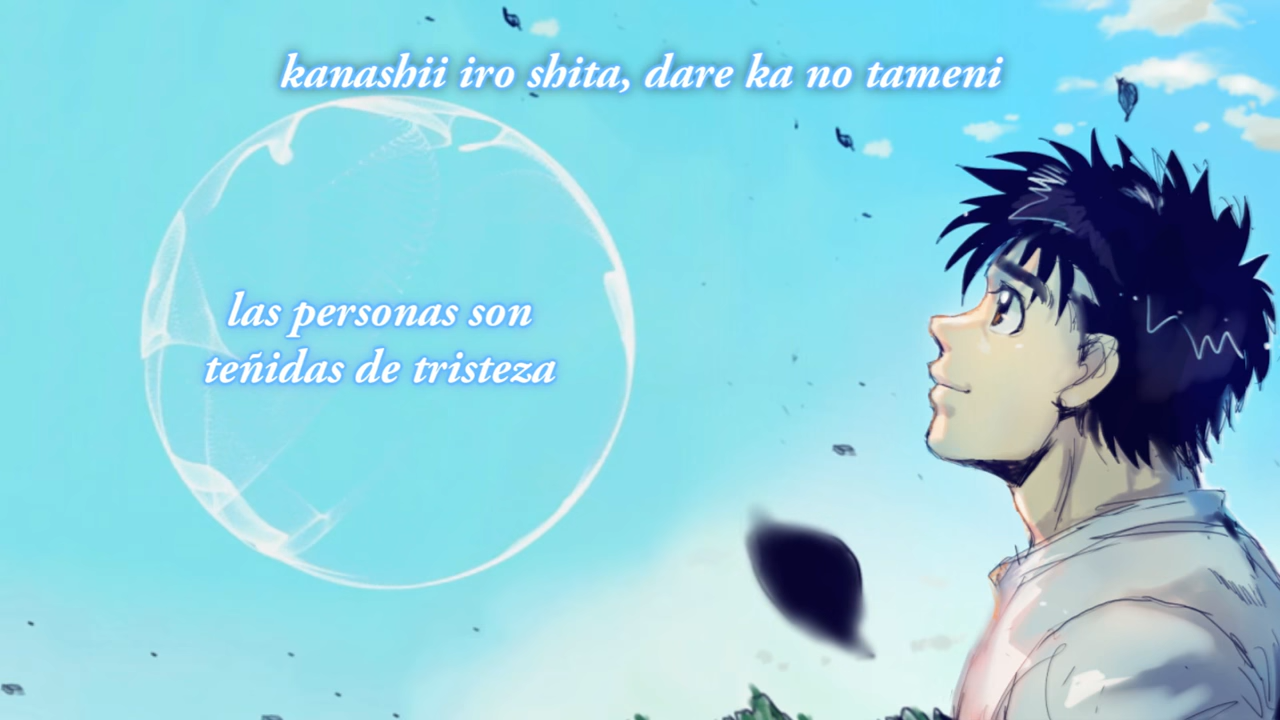 kanashii iro shita, dare ka no tameni
las personas son
teñidas de tristeza